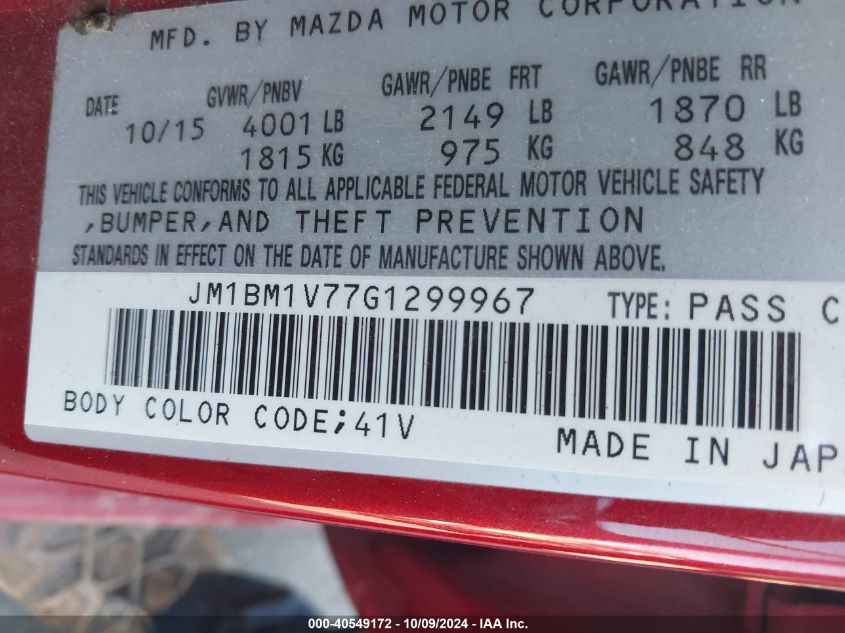 MFD. BY MAZDA MOTOR CORPORATION
DATE GVWR/PNBV GAWR/PNBE FRT GAWR/PNBE RR
10/15 4001 LB 2149 LB 1870 LB
1815 KG 975 KG 848 KG
THIS VEHICLE CONFORMS TO ALL APPLICABLE FEDERAL MOTOR VEHICLE SAFETY
,BUMPER,AND THEFT PREVENTION
STANDARDS IN EFFECT ON THE DATE OF MANUFACTURE SHOWN ABOVE.
JM1BM1V77G1299967 TYPE: PASS C
BODY COLOR CODE;41V
MADE IN JAP
000-40549172 - 10/09/2024 - IAA Inc.